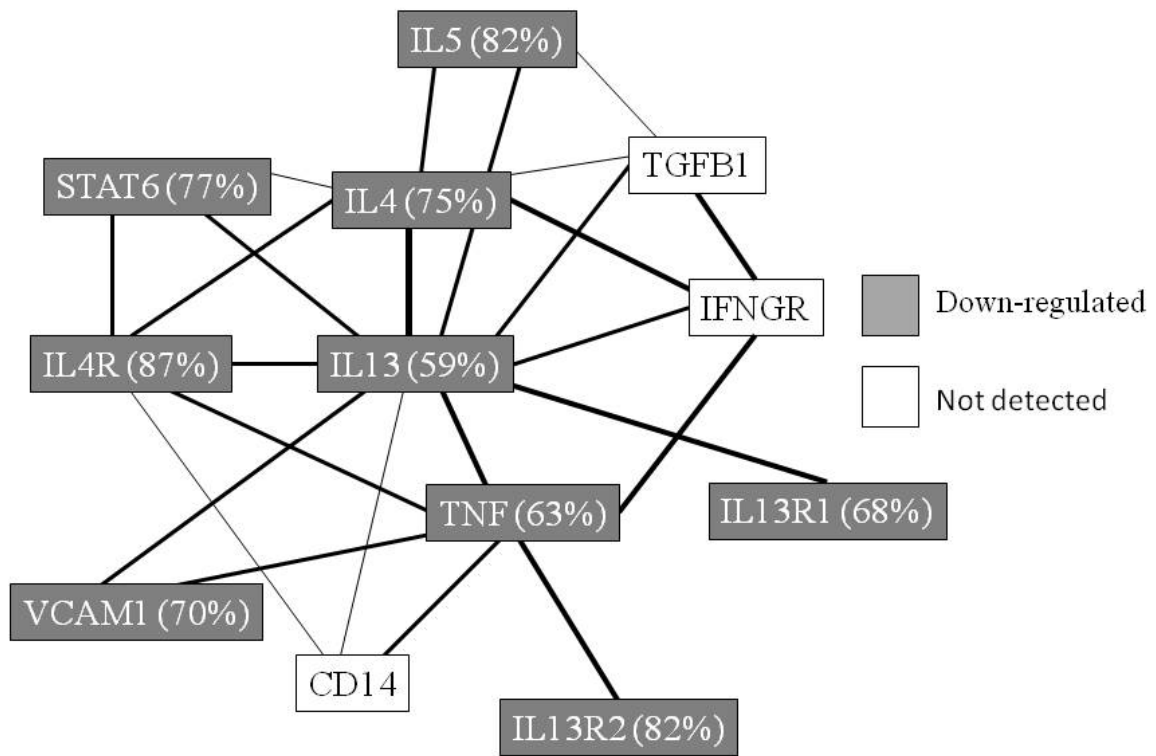 IL5 (82%)
TGFB1
STAT6 (77%)
IL4 (75%)
IFNGR
Down-regulated
IL4R (87%)
IL13 (59%)
Not detected
TNF (63%)
IL13R1 (68%)
VCAM1 (70%)
CD14
IL13R2 (82%)